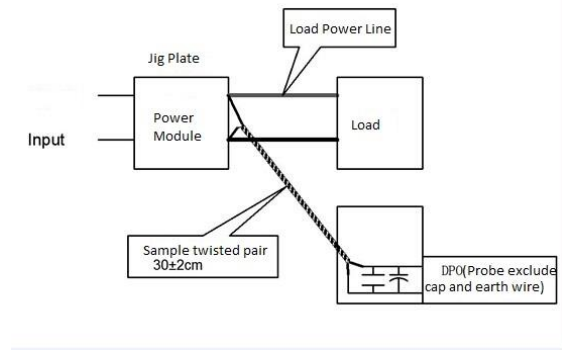 Load Power Line
Jig Plate
Power
Module
Load
Input
Sample twisted pair
30±2cm
DPO(Probe exclude
cap and earth wire)